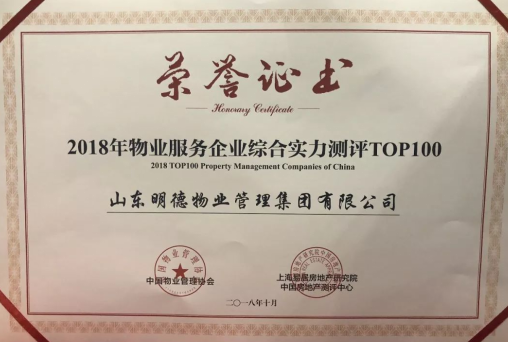 荣誉证书
Honorary Certificate
2018年物业服务企业综合实力测评TOP100
2018 TOP100 Property Management Companies of China
山东明德物业管理集团有限公司
中国物业管理协会
上海易居房地产研究院
中国房地产测评中心
二〇一八年十月